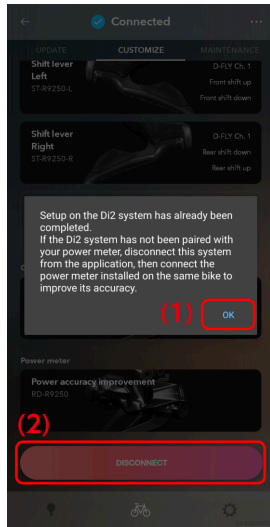 Connected
UPDATE CUSTOMIZE MAINTENANCE
Shift lever
Left
ST-R9250-L
D-FLY Ch. 1
Front shift up
Front shift down
Shift lever
Right
ST-R9250-R
D-FLY Ch. 1
Rear shift down
Rear shift up
Setup on the Di2 system has already been
completed.
If the Di2 system has not been paired with
your power meter, disconnect this system
from the application, then connect the
power meter installed on the same bike to
improve its accuracy.
(1) OK
Power meter
Power accuracy improvement
RD-R9250
(2)
DISCONNECT